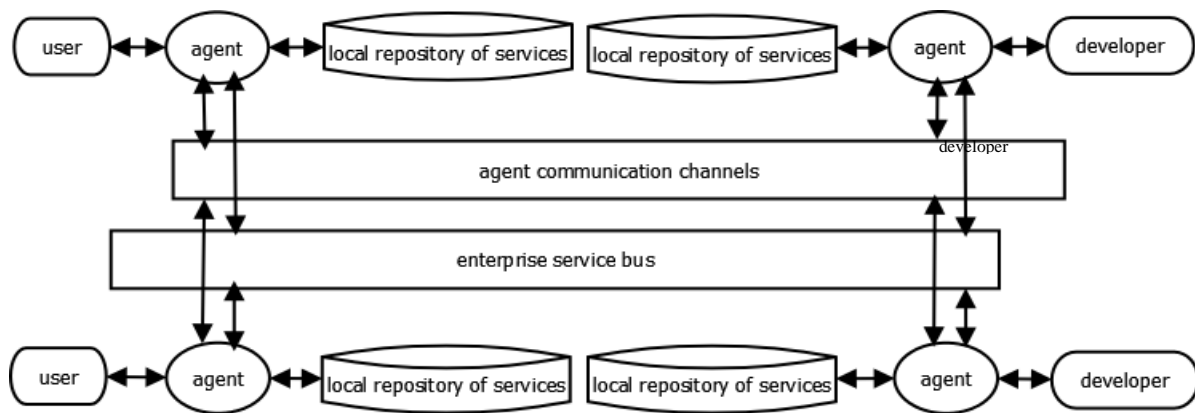 user
agent
local repository of services
local repository of services
agent
developer
developer
agent communication channels
enterprise service bus
user
agent
local repository of services
local repository of services
agent
developer